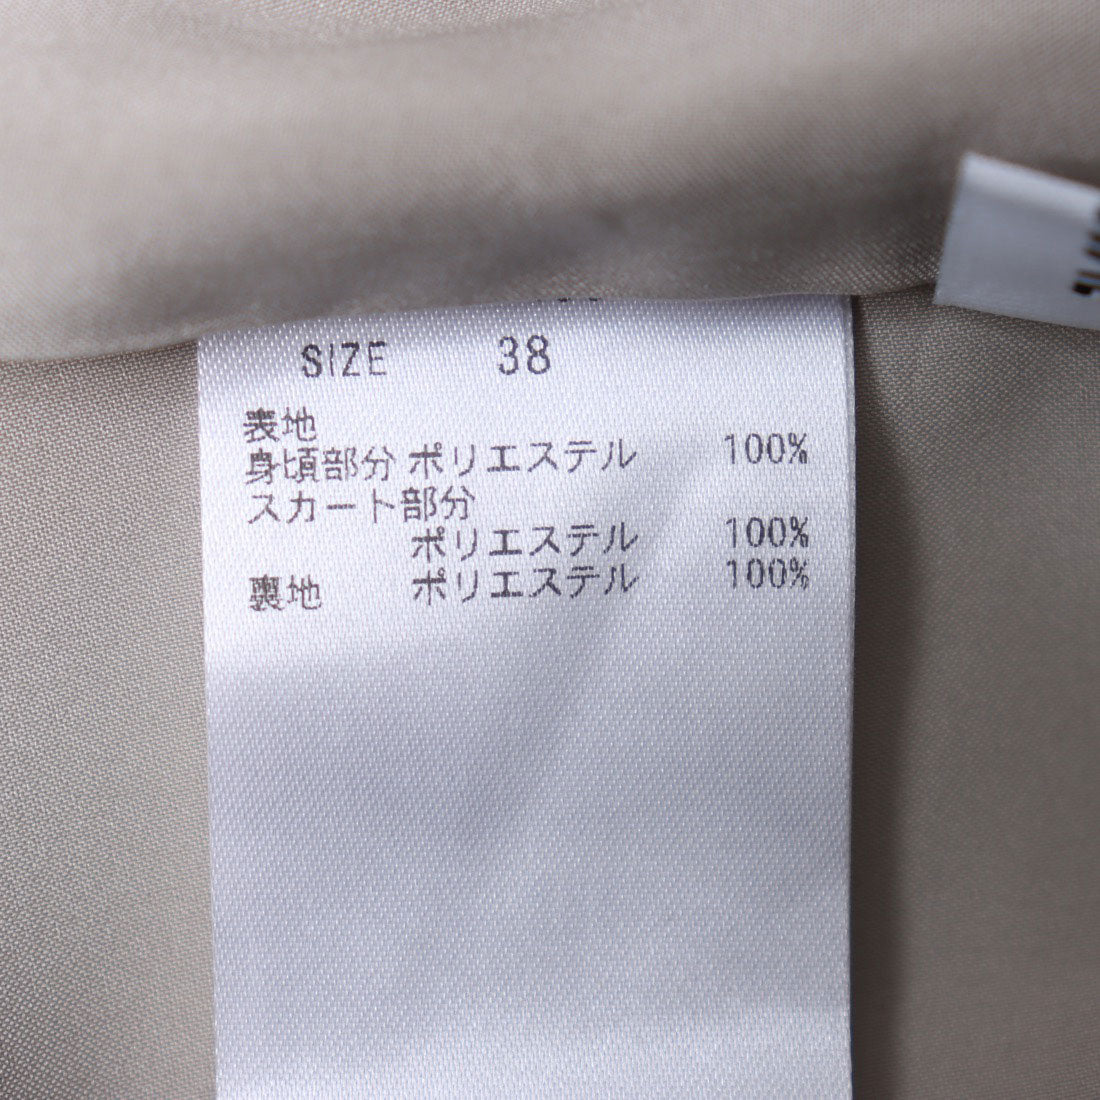 SIZE 38
表地
身頃部分 ポリエステル 100%
スカート部分
ポリエステル 100%
裏地 ポリエステル 100%